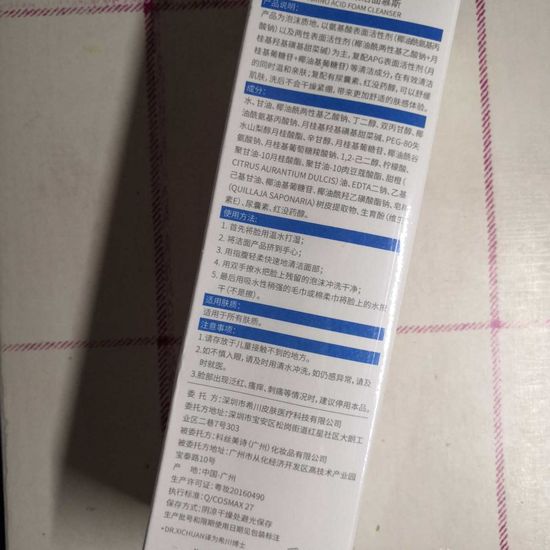 洁面慕斯
AMINO ACID FOAM CLEANSER
产品说明：
产品为泡沫质地，以氨基酸表面活性剂（椰油酰氨基丙
酸钠）以及两性表面活性剂（椰油酰两性基乙酸钠+月
桂基羟基磺基甜菜碱）为主，复配APG表面活性剂（月
桂基葡糖苷+椰油基葡糖苷）等清洁成分，在有效清洁
的同时温和亲肤；复配有尿囊素、红没药醇，可以舒缓
肌肤，洗后不会干燥紧绷，带来更加舒适的肤感体验。
成分：
水、甘油、椰油酰两性基乙酸钠、丁二醇、双丙甘醇、椰
油酰氨基丙酸钠、月桂基羟基磺基甜菜碱、PEG-80失
水山梨醇月桂酸酯、辛甘醇、月桂基葡糖苷、椰油酰谷
氨酸钠、月桂基葡萄糖羧酸钠、1,2-己二醇、柠檬酸、
聚甘油-10月桂酸酯、聚甘油-10肉豆蔻酸酯、甜橙（
CITRUS AURANTIUM DULCIS）油、EDTA二钠、乙
基己基甘油、椰油基葡糖苷、椰油酰羟乙磺酸酯钠、皂
（QUILLAJA SAPONARIA）树皮提取物、生育酚（维生
素E）、尿囊素、红没药醇。
使用方法：
1. 首先将脸用温水打湿；
2. 将洁面产品挤到手心；
3. 用指腹轻柔快速地清洁面部；
4. 用双手撩水把脸上残留的泡沫冲洗干净；
5. 最后用吸水性稍强的毛巾或棉柔巾将脸上的水擦
干（不是擦）。
适用肤质：
适用于所有肤质。
注意事项：
1.请存放于儿童接触不到的地方。
2.如不慎入眼，请及时用清水冲洗，如仍感异常，请及
时就医。
3.脸部出现泛红、瘙痒、刺痛等情况时，建议停用本品。
委 托 方：深圳市希川皮肤医疗科技有限公司
委托方地址：深圳市宝安区松岗街道红星社区大朗工
业区二巷7号303
被委托方：科丝美诗（广州）化妆品有限公司
被委托方地址：广州市从化经济开发区高技术产业园
宝泰路10号
产 地：中国·广州
生产许可证：粤妆20160490
执行标准：Q/COSMAX 27
保存方式：阴凉干燥处避光保存
生产批号和限期使用日期见包装标注
*DR.XICHUAN译为希川博士